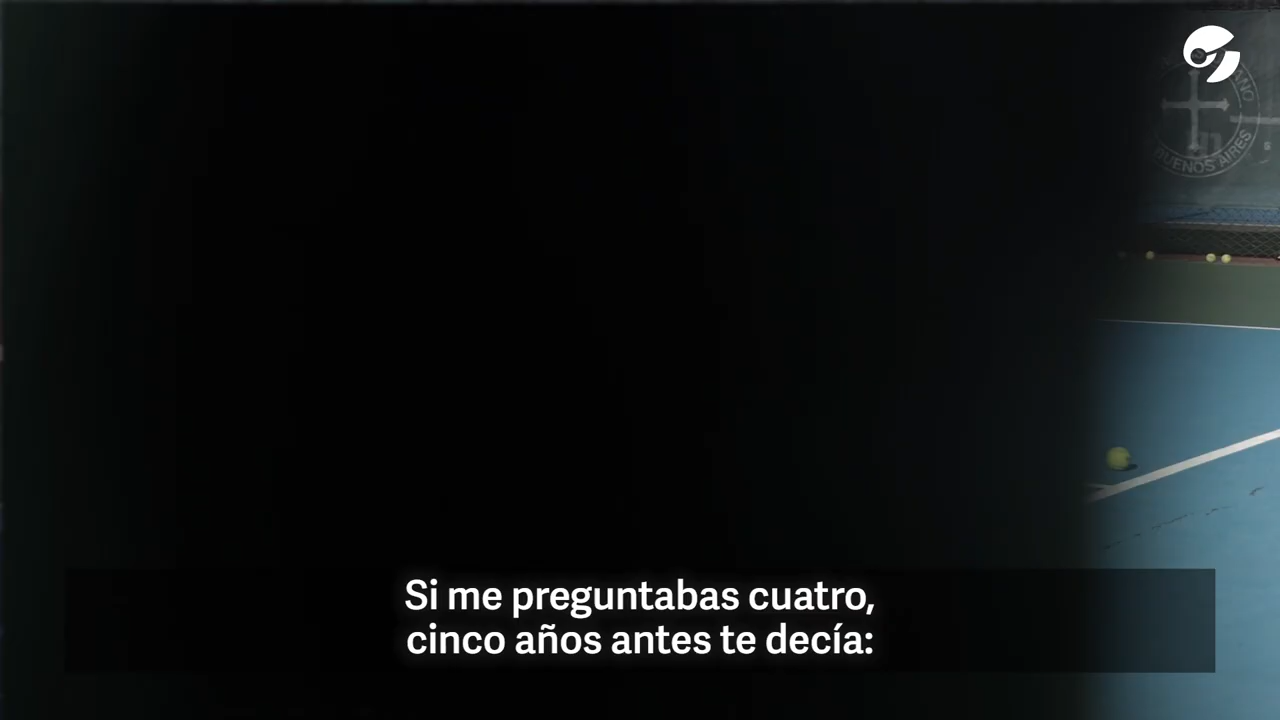 BUENOS AIRES
Si me preguntabas cuatro,
cinco años antes te decía: